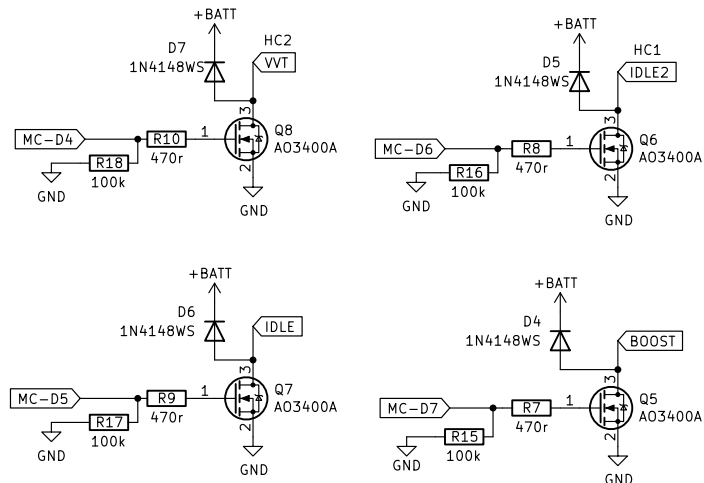 +BATT
D7
1N4148WS
HC2
VVT
3
Q8
AO3400A
MC-D4
R10
470r
1
R18
100k
2
GND
GND
+BATT
D5
1N4148WS
HC1
IDLE2
3
Q6
AO3400A
MC-D6
R8
470r
1
R16
100k
2
GND
GND
+BATT
D6
1N4148WS
IDLE
3
Q7
AO3400A
MC-D5
R9
470r
1
R17
100k
2
GND
GND
+BATT
D4
1N4148WS
BOOST
3
Q5
AO3400A
MC-D7
R7
470r
1
R15
100k
2
GND
GND